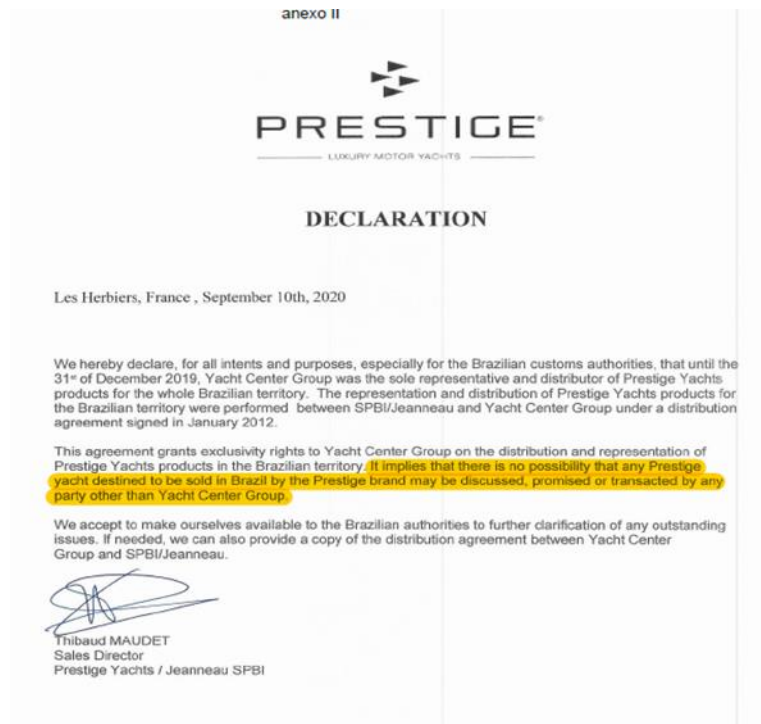 anexo II
PRESTIGE
LUXURY MOTOR YACHTS
DECLARATION
Les Herbiers, France , September 10th, 2020
We hereby declare, for all intents and purposes, especially for the Brazilian customs authorities, that until the
31st of December 2019, Yacht Center Group was the sole representative and distributor of Prestige Yachts
products for the whole Brazilian territory. The representation and distribution of Prestige Yachts products for
the Brazilian territory were performed between SPBI/Jeanneau and Yacht Center Group under a distribution
agreement signed in January 2012.
This agreement grants exclusivity rights to Yacht Center Group on the distribution and representation of
Prestige Yachts products in the Brazilian territory. It implies that there is no possibility that any Prestige
yacht destined to be sold in Brazil by the Prestige brand may be discussed, promised or transacted by any
party other than Yacht Center Group.
We accept to make ourselves available to the Brazilian authorities to further clarification of any outstanding
issues. If needed, we can also provide a copy of the distribution agreement between Yacht Center
Group and SPBI/Jeanneau.
Thibaud MAUDET
Sales Director
Prestige Yachts / Jeanneau SPBI